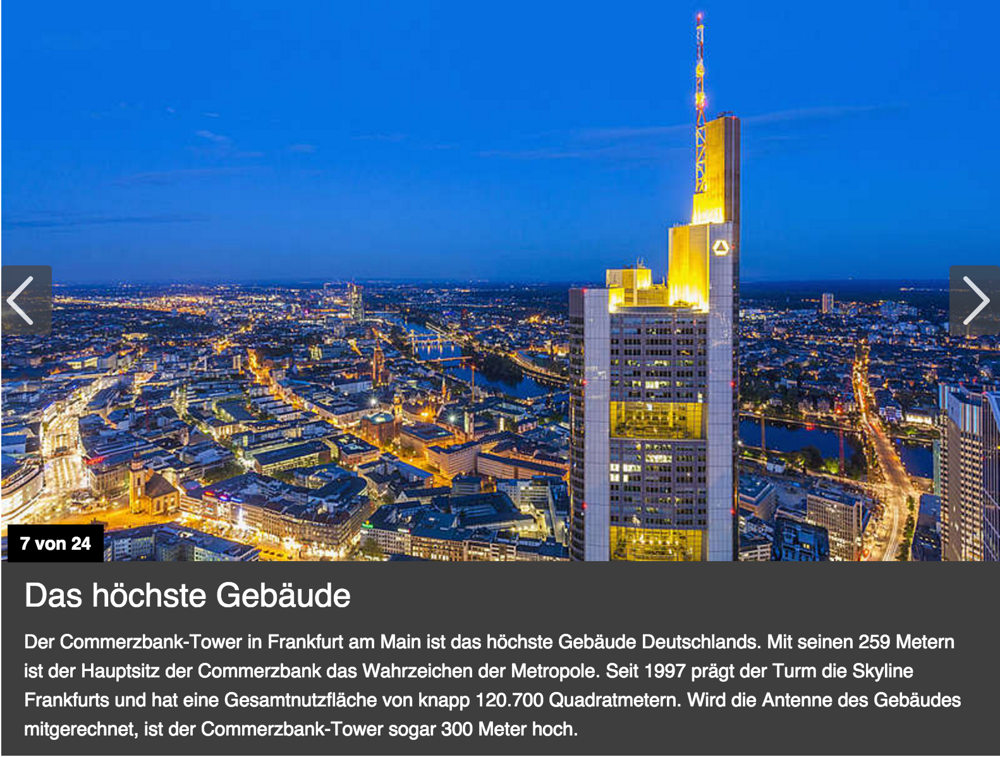 7 von 24
Das höchste Gebäude
Der Commerzbank-Tower in Frankfurt am Main ist das höchste Gebäude Deutschlands. Mit seinen 259 Metern
ist der Hauptsitz der Commerzbank das Wahrzeichen der Metropole. Seit 1997 prägt der Turm die Skyline
Frankfurts und hat eine Gesamtnutzfläche von knapp 120.700 Quadratmetern. Wird die Antenne des Gebäudes
mitgerechnet, ist der Commerzbank-Tower sogar 300 Meter hoch.